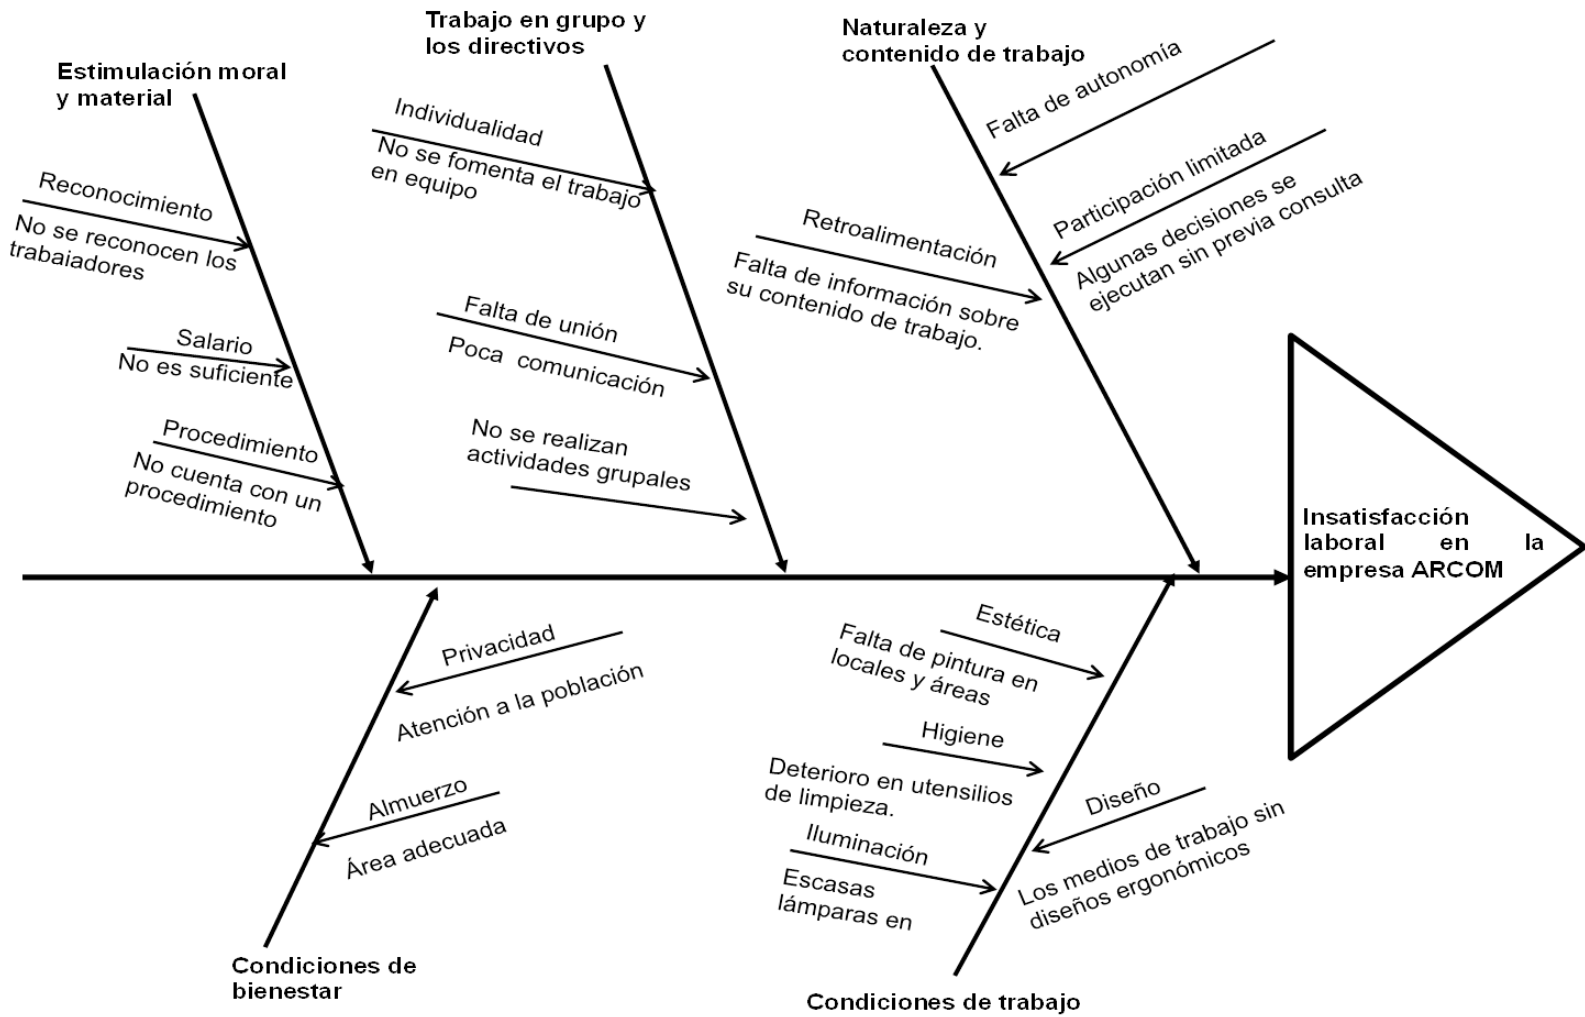 Estimulación moral
y material
Reconocimiento
No se reconocen los
trabaiadores
Salario
No es suficiente
Procedimiento
No cuenta con un
procedimiento
Trabajo en grupo y
los directivos
Individualidad
No se fomenta el trabajo
en equipo
Falta de unión
Poca comunicación
No se realizan
actividades grupales
Naturaleza y
contenido de trabajo
Falta de autonomía
Participación limitada
Algunas decisiones se
ejecutan sin previa consulta
Retroalimentación
Falta de información sobre
su contenido de trabajo.
Insatisfacción
laboral en la
empresa ARCOM
Privacidad
Atención a la población
Almuerzo
Área adecuada
Condiciones de
bienestar
Estética
Falta de pintura en
locales y áreas
Higiene
Deterioro en utensilios
de limpieza.
Iluminación
Escasas
lámparas en
Diseño
Los medios de trabajo sin
diseños ergonómicos
Condiciones de trabajo